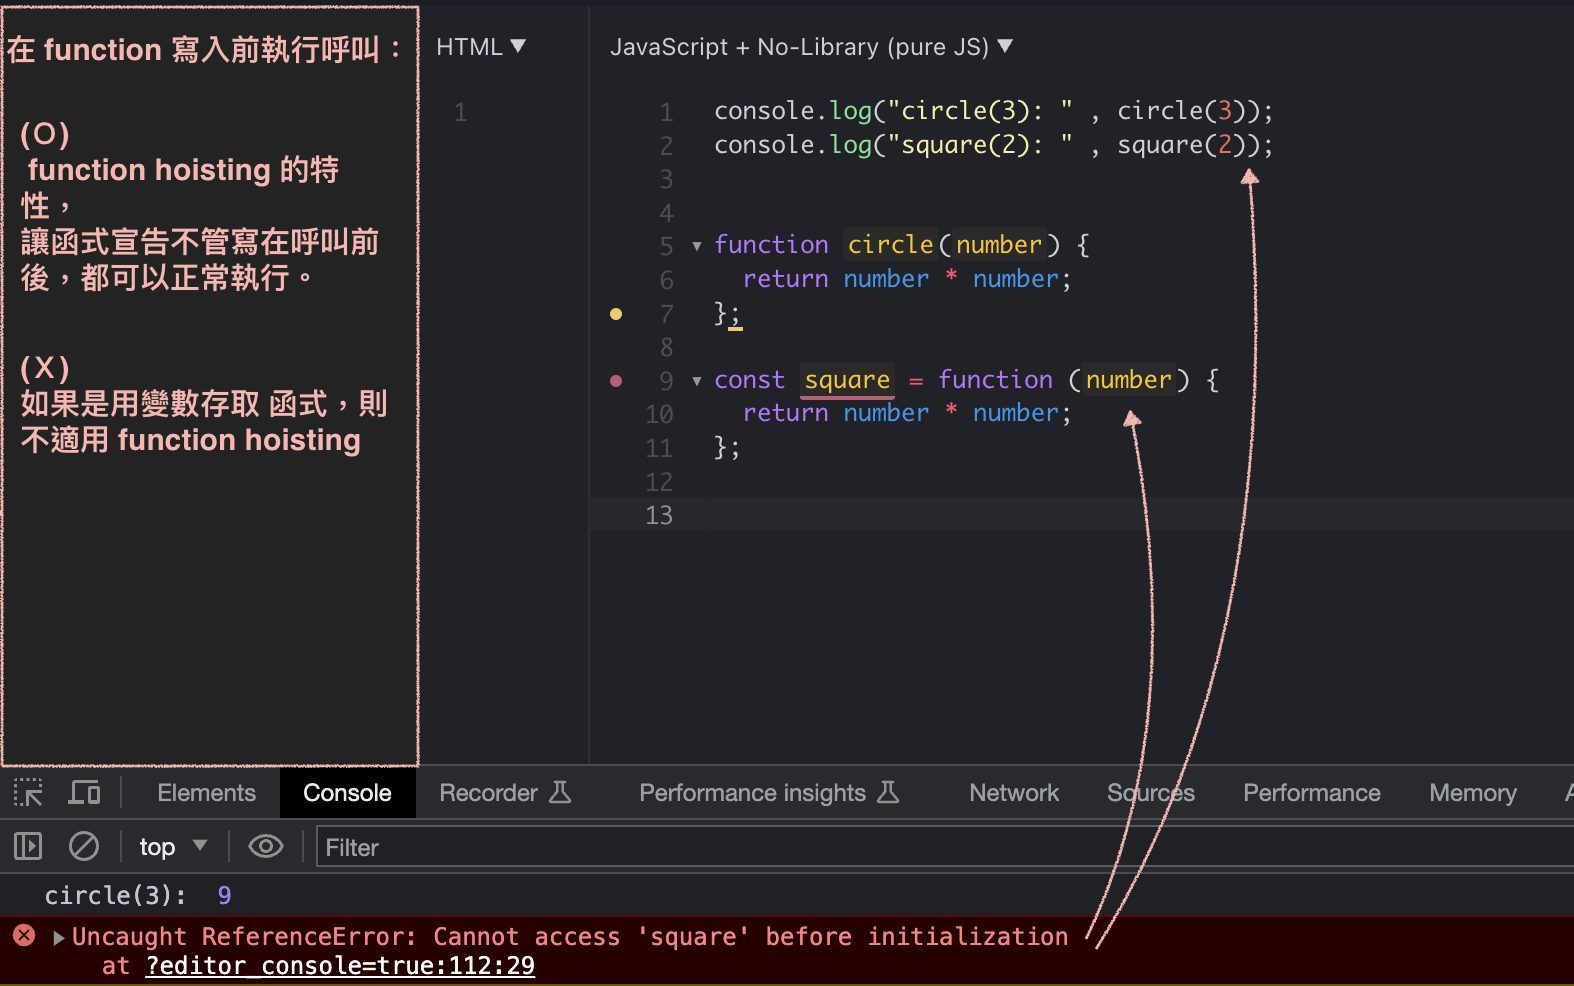 在 function 寫入前執行呼叫：
(O)
function hoisting 的特
性，
讓函式宣告不管寫在呼叫前
後，都可以正常執行。
(X)
如果是用變數存取 函式，則
不適用 function hoisting
HTML ▼
1
JavaScript + No-Library (pure JS) ▼
1 console.log("circle(3): " , circle(3));
2 console.log("square(2): " , square(2));
3
4
5 ▼ function circle(number) {
6 return number * number;
7 };
8
9 ▼ const square = function (number) {
10 return number * number;
11 };
12
13
Elements Console Recorder Performance insights Network Sources Performance Memory A
top ▼ Filter
circle(3): 9
Uncaught ReferenceError: Cannot access 'square' before initialization
at ?editor_console=true:112:29